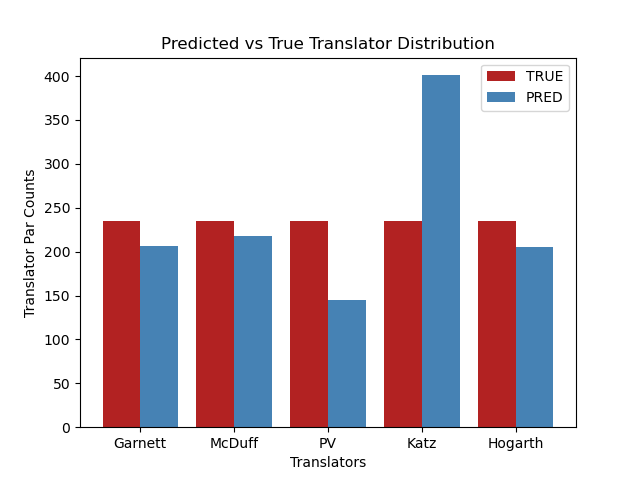 Predicted vs True Translator Distribution
TRUE
PRED
Translator Par Counts
400
350
300
250
200
150
100
50
0
Garnett McDuff PV Katz Hogarth
Translators